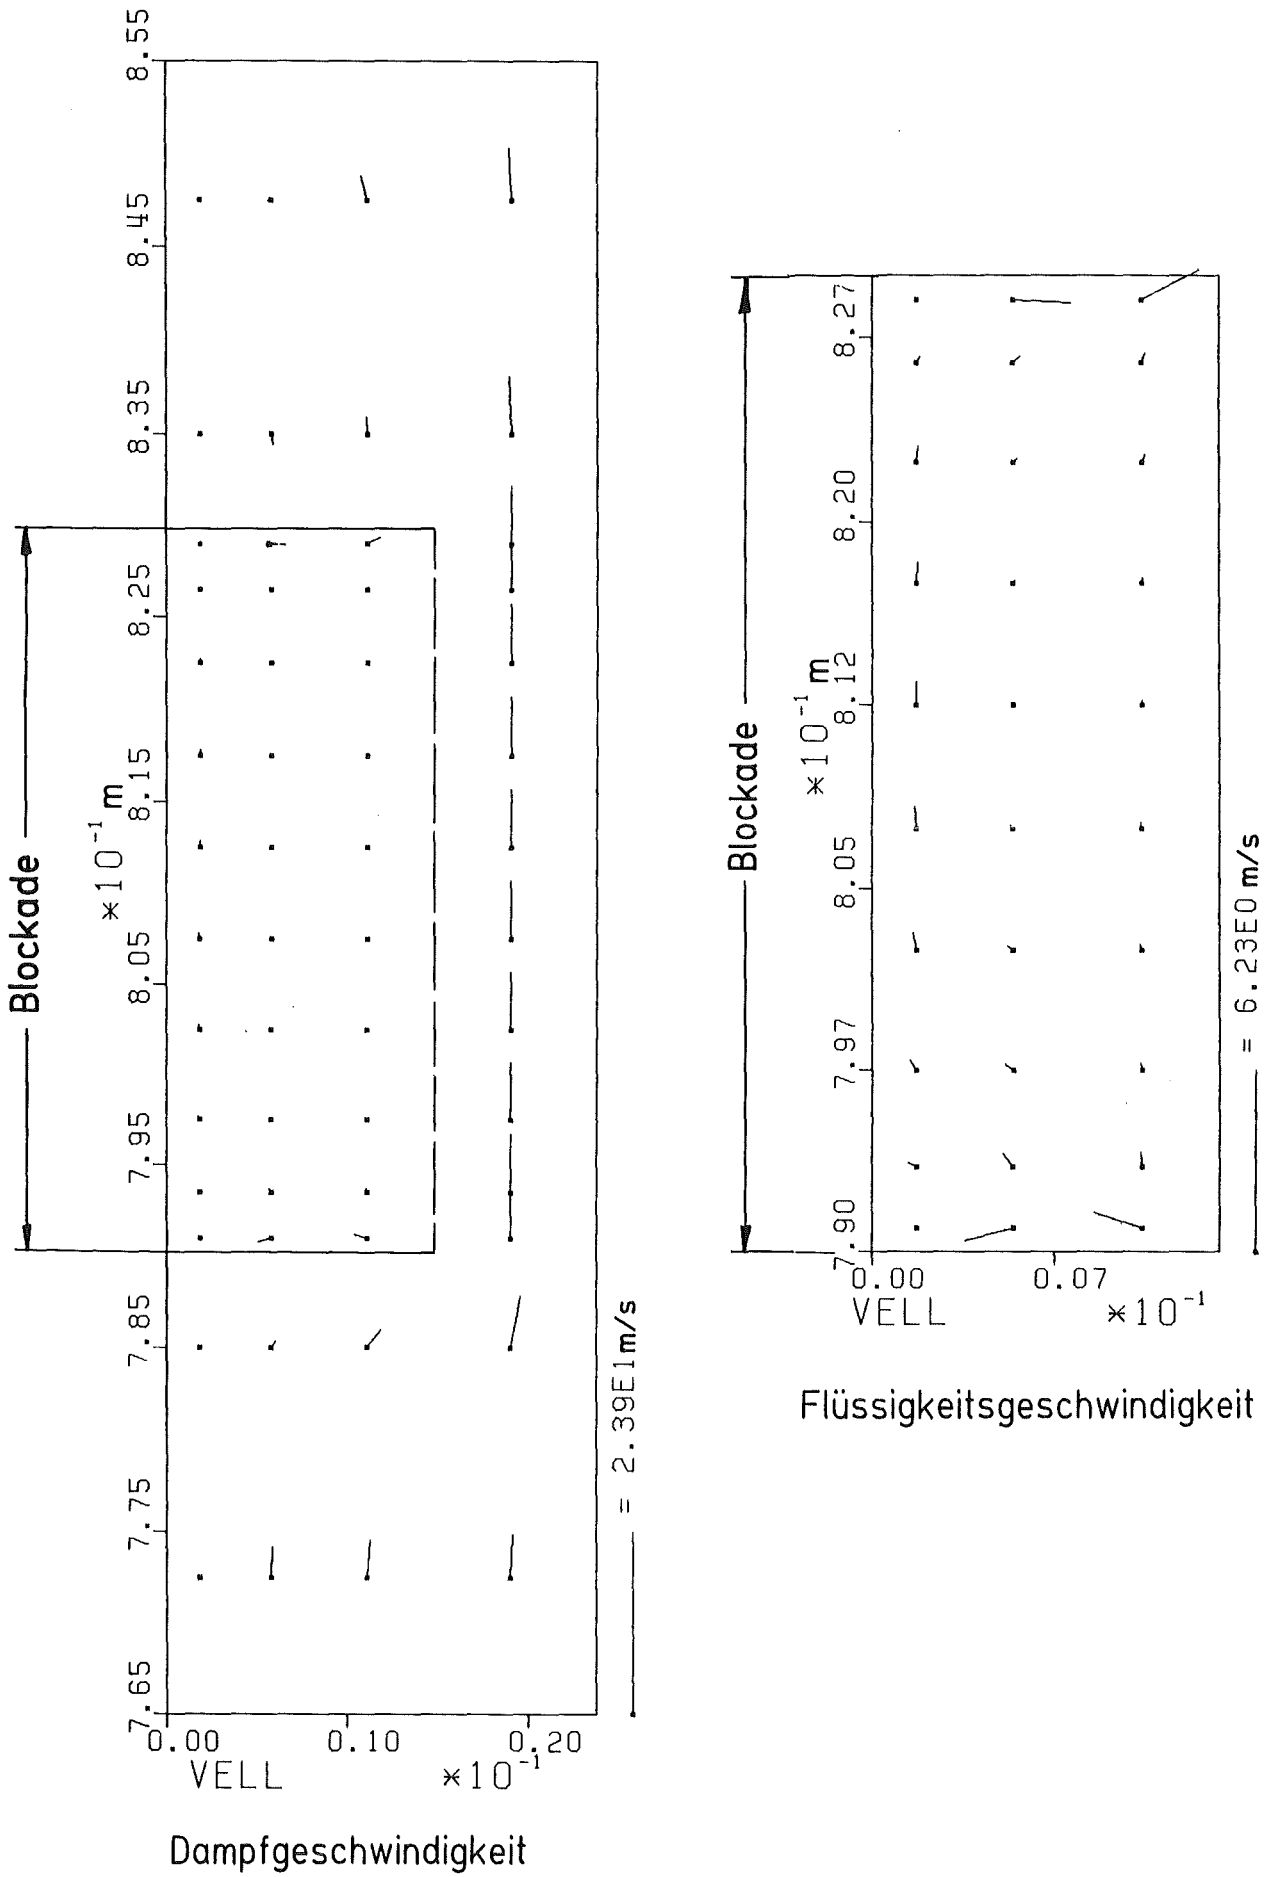 8.55
8.45
8.35
8.25
8.15
8.05
7.95
7.85
7.75
7.65
*10⁻¹ m
Blockade
0.00 0.10 0.20
VELL *10⁻¹
= 2.39E1 m/s
Dampfgeschwindigkeit
8.27
8.20
8.12
8.05
7.97
7.90
*10⁻¹ m
Blockade
0.00 0.07
VELL *10⁻¹
= 6.23E0 m/s
Flüssigkeitsgeschwindigkeit